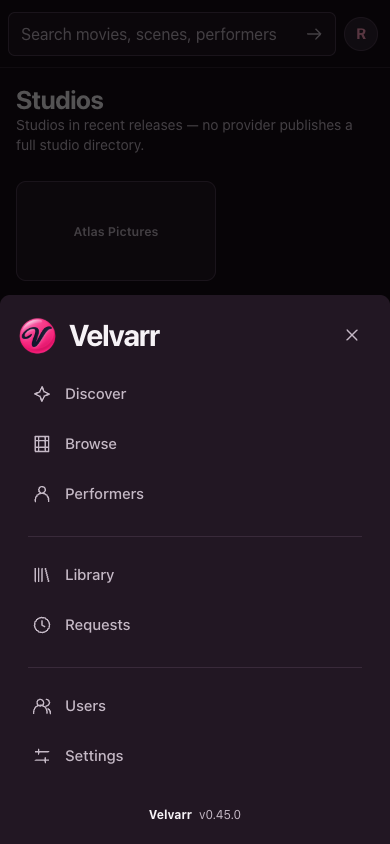 Search movies, scenes, performers
R
Studios
Studios in recent releases — no provider publishes a
full studio directory.
Atlas Pictures
Velvarr
Discover
Browse
Performers
Library
Requests
Users
Settings
Velvarr v0.45.0